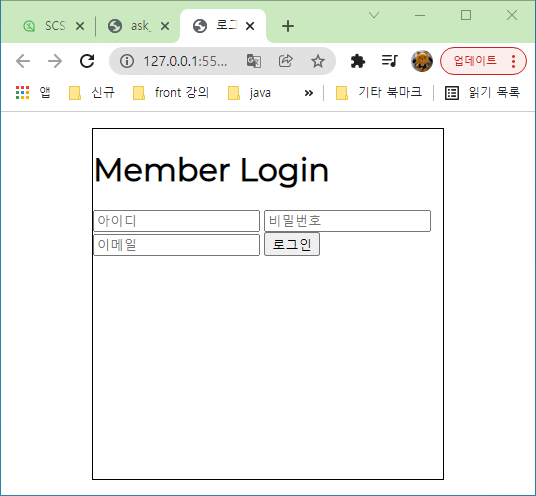 SCS
ask_
로그
127.0.0.1:55...
업데이트
앱 신규 front 강의 java » 기타 북마크 읽기 목록
Member Login
아이디 비밀번호
이메일 로그인